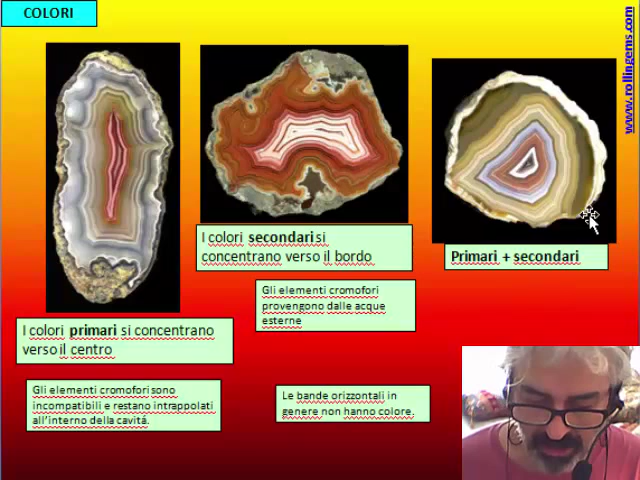 COLORI
www.rollingems.com
I colori secondari si
concentrano verso il bordo
Primari + secondari
Gli elementi cromofori
provengono dalle acque
esterne
I colori primari si concentrano
verso il centro
Gli elementi cromofori sono
incompatibili e restano intrappolati
all'interno della cavitá.
Le bande orizzontali in
genere non hanno colore.